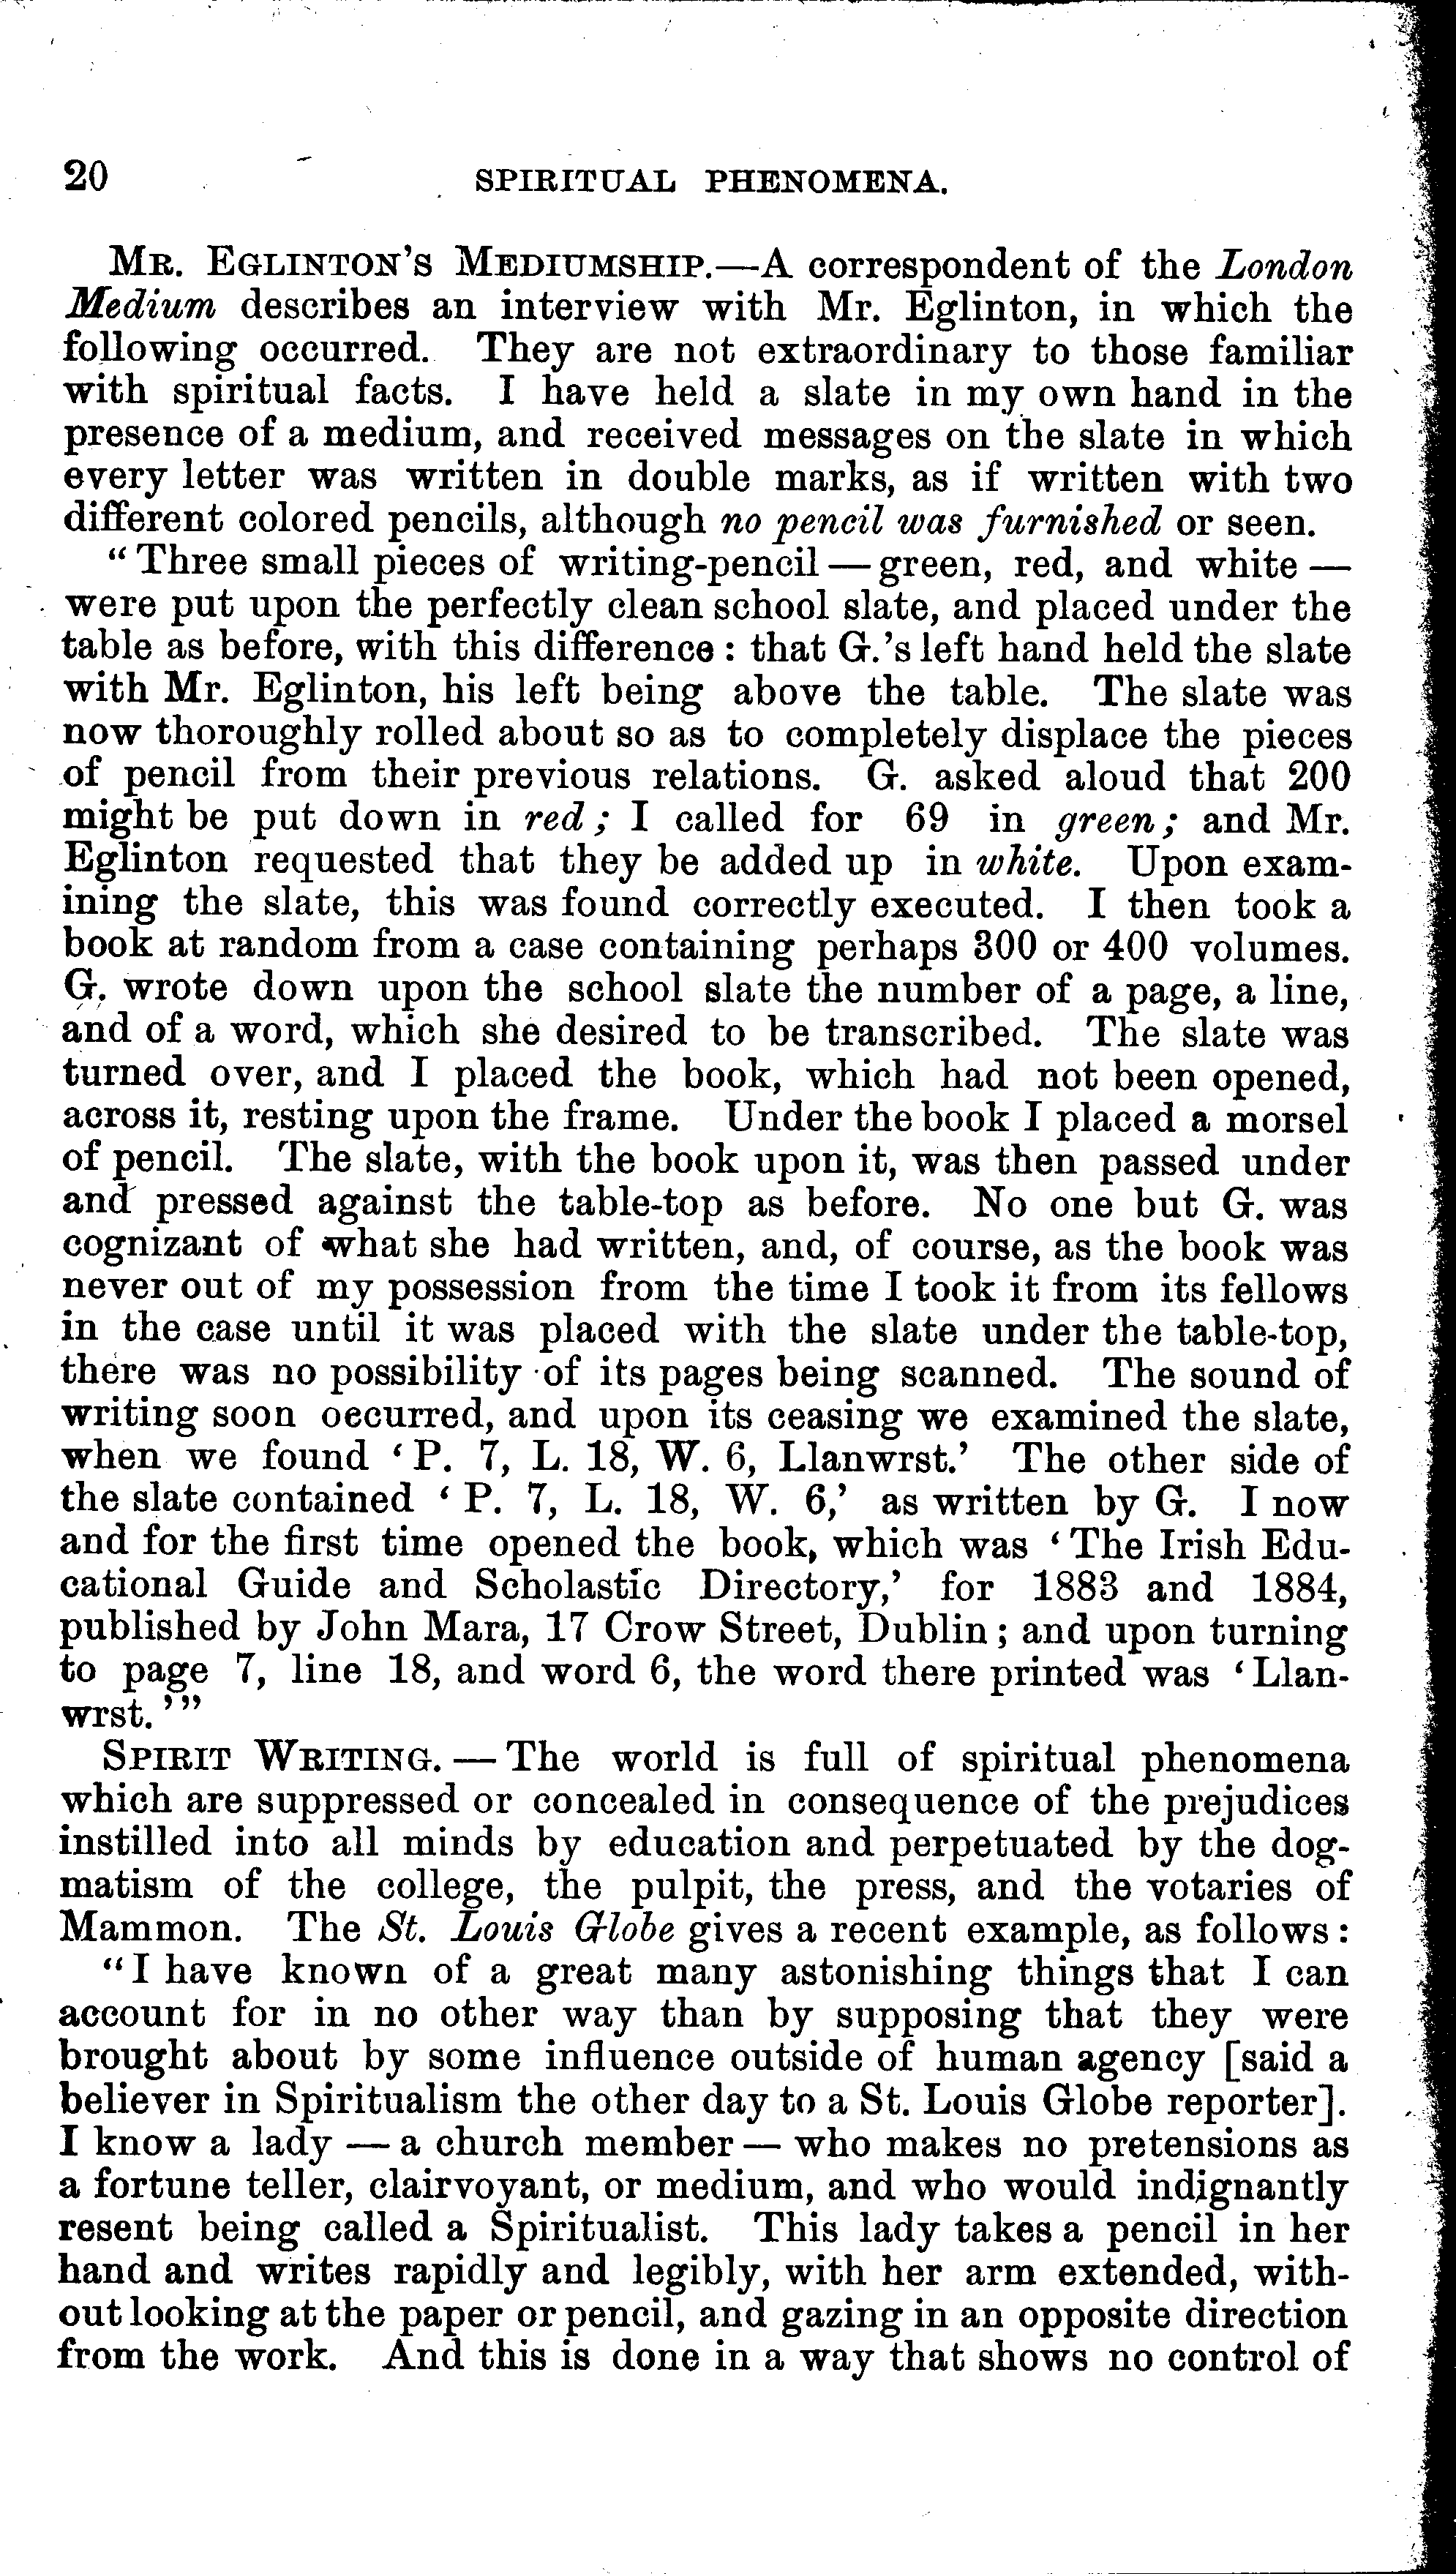 20 SPIRITUAL PHENOMENA.
MR. EGLINTON'S MEDIUMSHIP.—A correspondent of the London
Medium describes an interview with Mr. Eglinton, in which the
following occurred. They are not extraordinary to those familiar
with spiritual facts. I have held a slate in my own hand in the
presence of a medium, and received messages on the slate in which
every letter was written in double marks, as if written with two
different colored pencils, although no pencil was furnished or seen.
"Three small pieces of writing-pencil — green, red, and white —
were put upon the perfectly clean school slate, and placed under the
table as before, with this difference : that G.'s left hand held the slate
with Mr. Eglinton, his left being above the table. The slate was
now thoroughly rolled about so as to completely displace the pieces
of pencil from their previous relations. G. asked aloud that 200
might be put down in red; I called for 69 in green; and Mr.
Eglinton requested that they be added up in white. Upon exam-
ining the slate, this was found correctly executed. I then took a
book at random from a case containing perhaps 300 or 400 volumes.
G. wrote down upon the school slate the number of a page, a line,
and of a word, which she desired to be transcribed. The slate was
turned over, and I placed the book, which had not been opened,
across it, resting upon the frame. Under the book I placed a morsel
of pencil. The slate, with the book upon it, was then passed under
and pressed against the table-top as before. No one but G. was
cognizant of what she had written, and, of course, as the book was
never out of my possession from the time I took it from its fellows
in the case until it was placed with the slate under the table-top,
there was no possibility of its pages being scanned. The sound of
writing soon oecurred, and upon its ceasing we examined the slate,
when we found 'P. 7, L. 18, W. 6, Llanwrst.' The other side of
the slate contained 'P. 7, L. 18, W. 6,' as written by G. I now
and for the first time opened the book, which was 'The Irish Edu-
cational Guide and Scholastic Directory,' for 1883 and 1884,
published by John Mara, 17 Crow Street, Dublin; and upon turning
to page 7, line 18, and word 6, the word there printed was 'Llan-
wrst.'"
SPIRIT WRITING. — The world is full of spiritual phenomena
which are suppressed or concealed in consequence of the prejudices
instilled into all minds by education and perpetuated by the dog-
matism of the college, the pulpit, the press, and the votaries of
Mammon. The St. Louis Globe gives a recent example, as follows :
"I have known of a great many astonishing things that I can
account for in no other way than by supposing that they were
brought about by some influence outside of human agency [said a
believer in Spiritualism the other day to a St. Louis Globe reporter].
I know a lady — a church member — who makes no pretensions as
a fortune teller, clairvoyant, or medium, and who would indignantly
resent being called a Spiritualist. This lady takes a pencil in her
hand and writes rapidly and legibly, with her arm extended, with-
out looking at the paper or pencil, and gazing in an opposite direction
from the work. And this is done in a way that shows no control of